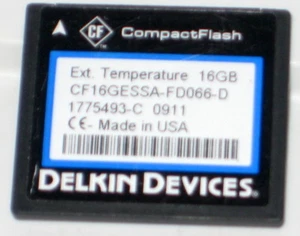 CF CompactFlash
Ext. Temperature 16GB
CF16GESSA-FD066-D
1775493-C 0911
CE- Made in USA
DELKIN DEVICES®